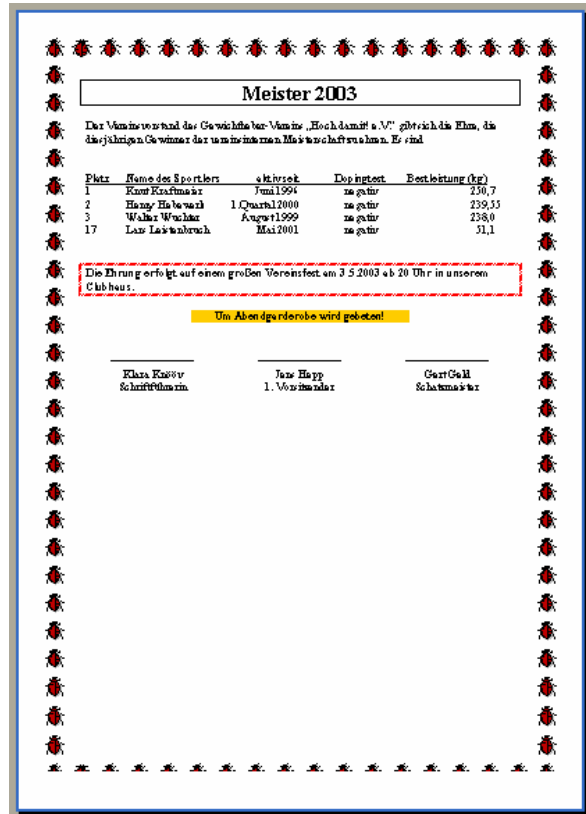 Meister 2003
Der Vereinsvorstand des Gewichtheber-Vereins „Hoch damit! e.V.“ gibt sich die Ehre, die
diesjährigen Gewinner der vereinsinternen Meisterschaft zu ehren. Es sind
Platz Name des Sportlers aktiv seit Dopingtest Bestleistung (kg)
1 Knut Kraftmeier Juni 1996 negativ 250,7
2 Henry Hebewerk 1.Quartal 2000 negativ 239,55
3 Walter Wuchter August 1999 negativ 238,0
17 Lars Leistenbruch Mai 2001 negativ 51,1
Die Ehrung erfolgt auf einem großen Vereinsfest am 3.5.2003 ab 20 Uhr in unserem
Clubhaus.
Um Abendgarderobe wird gebeten!
Klara Jens Hepp Gert Geld
Schriftführerin 1. Vorsitzender Schatzmeister